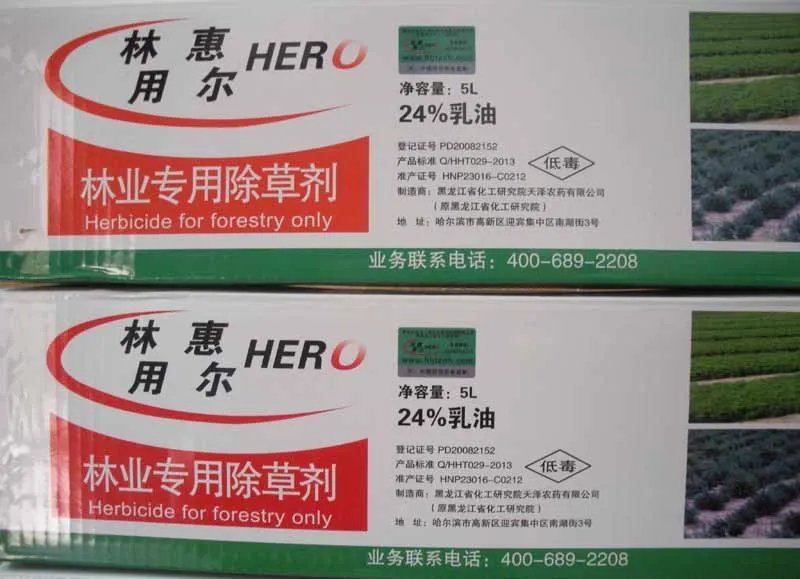 林 惠 HERO
用 尔
净容量：5L
24%乳油
林业专用除草剂
Herbicide for forestry only
登记证号 PD20082152
产品标准 Q/HHT029-2013
准产证号 HNP23016-C0212
低毒
制造商：黑龙江省化工研究院天泽农药有限公司
（原黑龙江省化工研究院）
地 址：哈尔滨市高新区迎宾集中区南湖街3号
业务联系电话：400-689-2208
林 惠 HERO
用 尔
净容量：5L
24%乳油
林业专用除草剂
Herbicide for forestry only
登记证号 PD20082152
产品标准 Q/HHT029-2013
准产证号 HNP23016-C0212
低毒
制造商：黑龙江省化工研究院天泽农药有限公司
（原黑龙江省化工研究院）
地 址：哈尔滨市高新区迎宾集中区南湖街3号
业务联系电话：400-689-2208